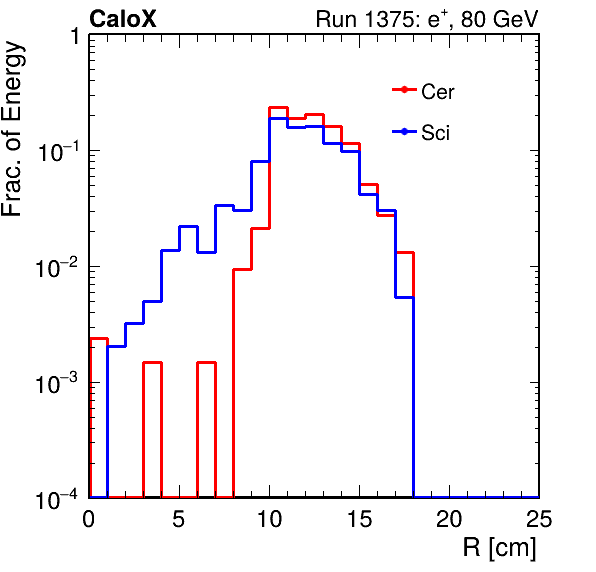 CaloX Run 1375: e⁺, 80 GeV
Frac. of Energy
1
10⁻¹
10⁻²
10⁻³
10⁻⁴
Cer
Sci
0 5 10 15 20 25
R [cm]